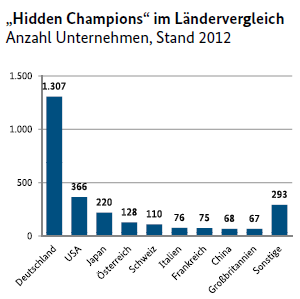 „Hidden Champions“ im Ländervergleich
Anzahl Unternehmen, Stand 2012
1.500
1.000
500
0
1.307
366
220
128
110
76
75
68
67
293
Deutschland
USA
Japan
Österreich
Schweiz
Italien
Frankreich
China
Großbritannien
Sonstige